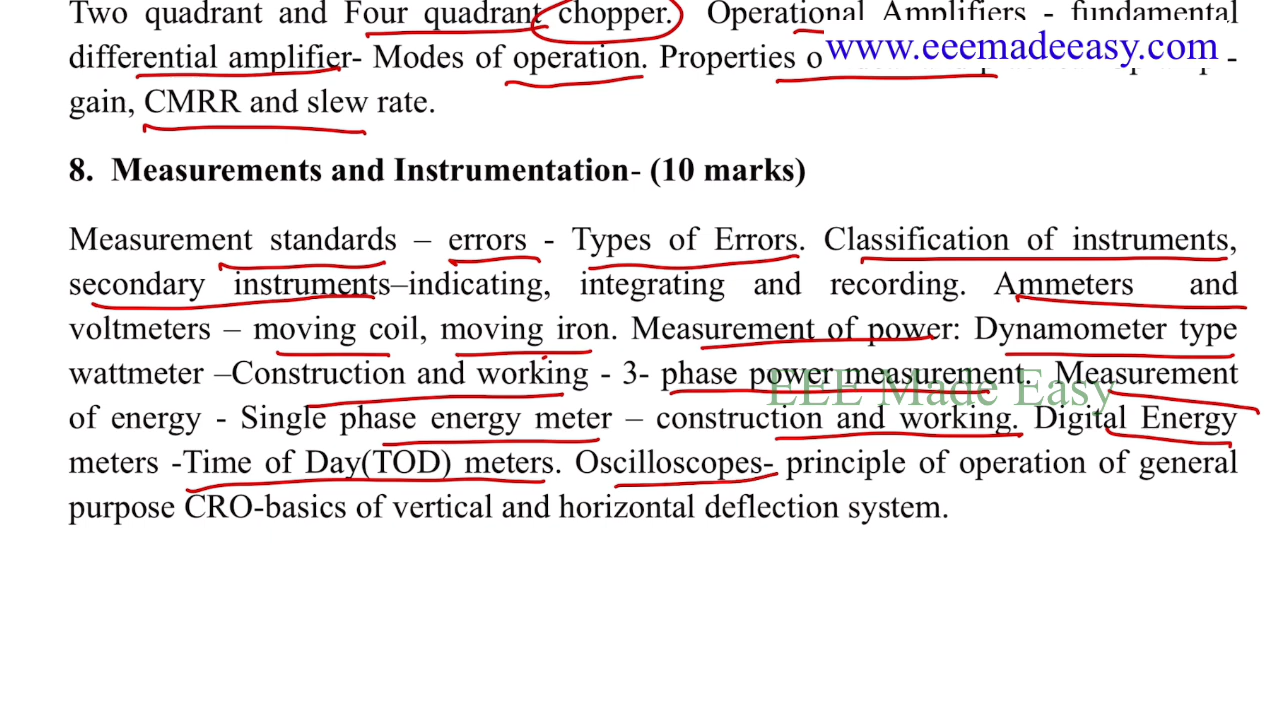 Two quadrant and Four quadrant chopper. Operational Amplifiers - fundamental
differential amplifier- Modes of operation. Properties o
www.eeemadeeasy.com
gain, CMRR and slew rate.
8. Measurements and Instrumentation- (10 marks)
Measurement standards – errors - Types of Errors. Classification of instruments,
secondary instruments–indicating, integrating and recording. Ammeters and
voltmeters – moving coil, moving iron. Measurement of power: Dynamometer type
wattmeter –Construction and working - 3- phase power measurement. Measurement
EEE Made Easy
of energy - Single phase energy meter – construction and working. Digital Energy
meters -Time of Day(TOD) meters. Oscilloscopes- principle of operation of general
purpose CRO-basics of vertical and horizontal deflection system.